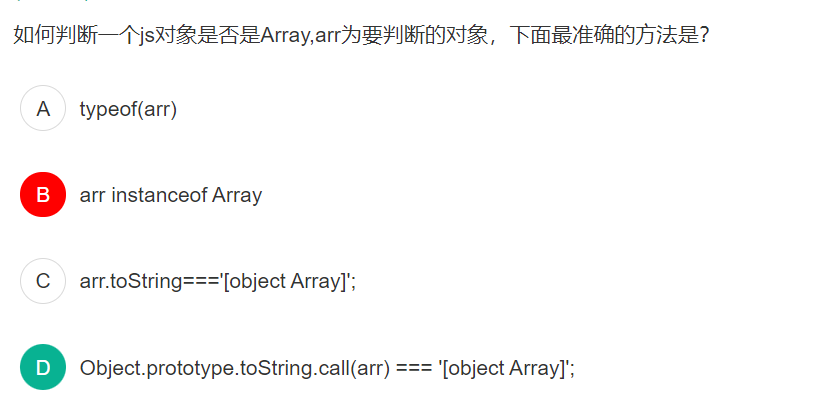 如何判断一个js对象是否是Array,arr为要判断的对象，下面最准确的方法是?
A typeof(arr)
B arr instanceof Array
C arr.toString==='[object Array]';
D Object.prototype.toString.call(arr) === '[object Array]';